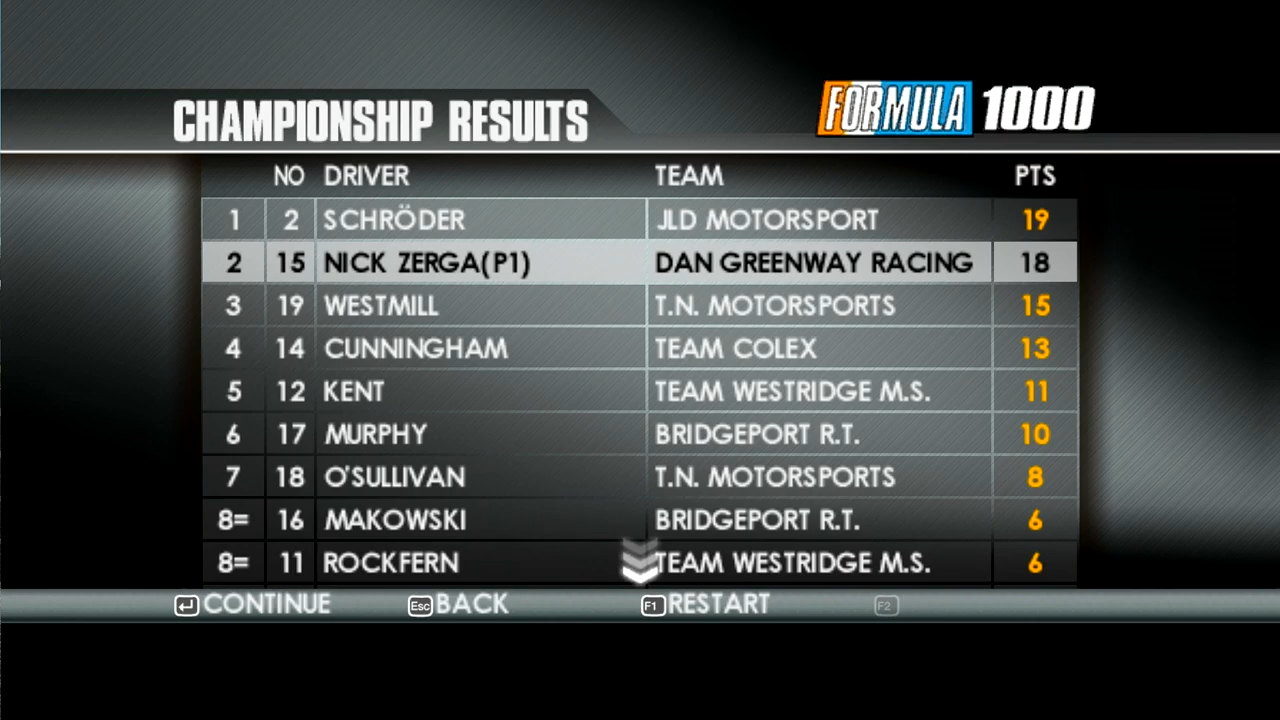 CHAMPIONSHIP RESULTS
FORMULA 1000
NO DRIVER TEAM PTS
1 2 SCHRÖDER JLD MOTORSPORT 19
2 15 NICK ZERGA(P1) DAN GREENWAY RACING 18
3 19 WESTMILL T.N. MOTORSPORTS 15
4 14 CUNNINGHAM TEAM COLEX 13
5 12 KENT TEAM WESTRIDGE M.S. 11
6 17 MURPHY BRIDGEPORT R.T. 10
7 18 O'SULLIVAN T.N. MOTORSPORTS 8
8= 16 MAKOWSKI BRIDGEPORT R.T. 6
8= 11 ROCKFERN TEAM WESTRIDGE M.S. 6
CONTINUE Esc BACK F1 RESTART F2